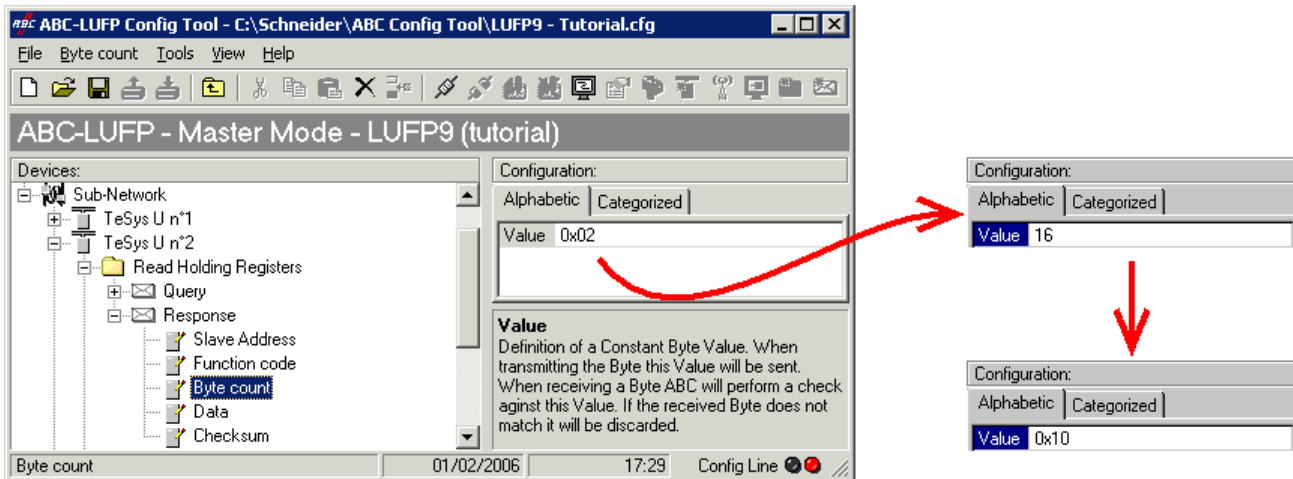 ABC-LUFP Config Tool - C:\Schneider\ABC Config Tool\LUFP9 - Tutorial.cfg
File Byte count Tools View Help
ABC-LUFP - Master Mode - LUFP9 (tutorial)
Devices:
Sub-Network
TeSys U n°1
TeSys U n°2
Read Holding Registers
Query
Response
Slave Address
Function code
Byte count
Data
Checksum
Configuration:
Alphabetic Categorized
Value 0x02
Value
Definition of a Constant Byte Value. When
transmitting the Byte this Value will be sent.
When receiving a Byte ABC will perform a check
aginst this Value. If the received Byte does not
match it will be discarded.
Byte count 01/02/2006 17:29 Config Line
Configuration:
Alphabetic Categorized
Value 16
Configuration:
Alphabetic Categorized
Value 0x10